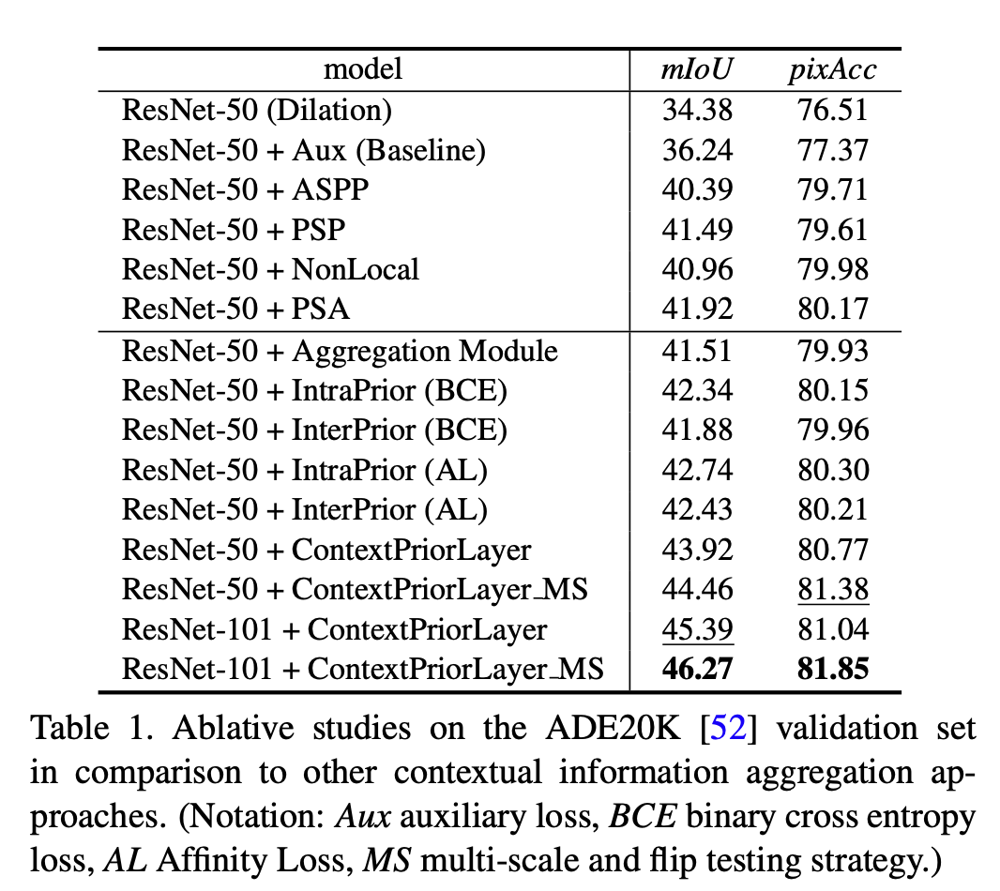 model mIoU pixAcc
ResNet-50 (Dilation) 34.38 76.51
ResNet-50 + Aux (Baseline) 36.24 77.37
ResNet-50 + ASPP 40.39 79.71
ResNet-50 + PSP 41.49 79.61
ResNet-50 + NonLocal 40.96 79.98
ResNet-50 + PSA 41.92 80.17
ResNet-50 + Aggregation Module 41.51 79.93
ResNet-50 + IntraPrior (BCE) 42.34 80.15
ResNet-50 + InterPrior (BCE) 41.88 79.96
ResNet-50 + IntraPrior (AL) 42.74 80.30
ResNet-50 + InterPrior (AL) 42.43 80.21
ResNet-50 + ContextPriorLayer 43.92 80.77
ResNet-50 + ContextPriorLayer_MS 44.46 81.38
ResNet-101 + ContextPriorLayer 45.39 81.04
ResNet-101 + ContextPriorLayer_MS 46.27 81.85
Table 1. Ablative studies on the ADE20K [52] validation set
in comparison to other contextual information aggregation ap-
proaches. (Notation: Aux auxiliary loss, BCE binary cross entropy
loss, AL Affinity Loss, MS multi-scale and flip testing strategy.)